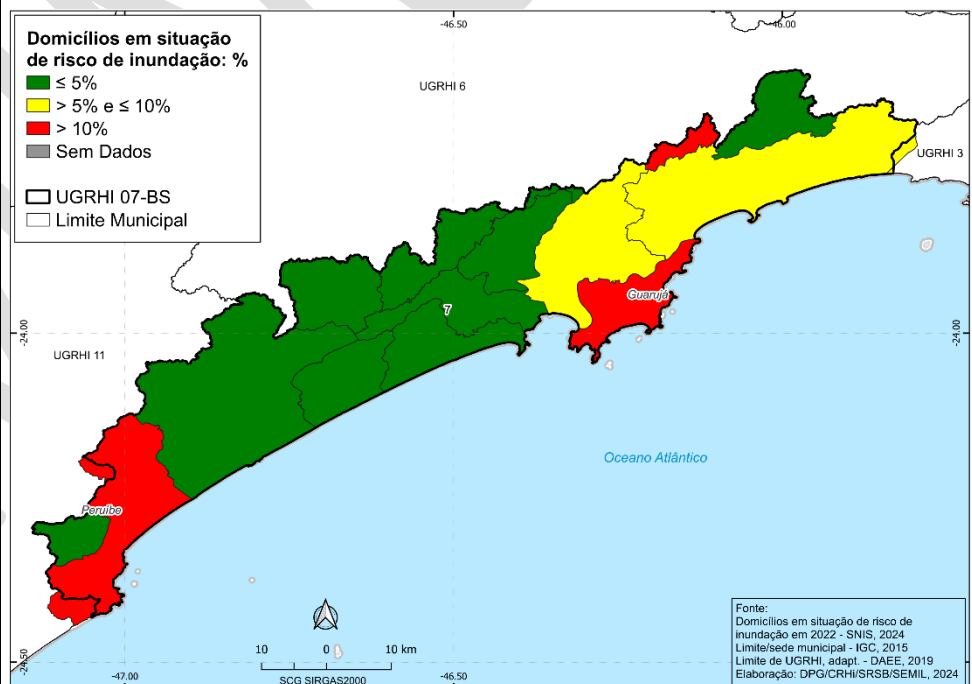 Domicílios em situação
de risco de inundação: %
≤ 5%
> 5% e ≤ 10%
> 10%
Sem Dados
UGRHI 07-BS
Limite Municipal
-46.50
-46.00
UGRHI 6
UGRHI 3
Guarujá
7
-24.00
-24.00
UGRHI 11
Oceano Atlântico
Peruíbe
10 0 10 km
SCG SIRGAS2000
-24.50
-47.00
-46.50
Fonte:
Domicílios em situação de risco de
inundação em 2022 - SNIS, 2024
Limite/sede municipal - IGC, 2015
Limite de UGRHI, adapt. - DAEE, 2019
Elaboração: DPG/CRHI/SRSB/SEMIL, 2024